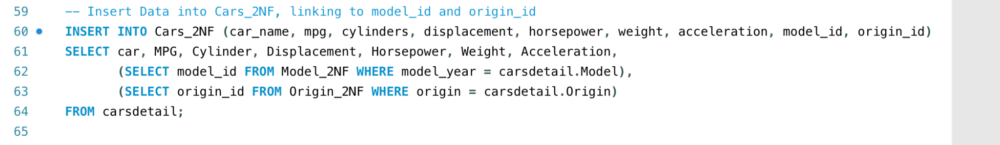 59 -- Insert Data into Cars_2NF, linking to model_id and origin_id
60 INSERT INTO Cars_2NF (car_name, mpg, cylinders, displacement, horsepower, weight, acceleration, model_id, origin_id)
61 SELECT car, MPG, Cylinder, Displacement, Horsepower, Weight, Acceleration,
62 (SELECT model_id FROM Model_2NF WHERE model_year = carsdetail.Model),
63 (SELECT origin_id FROM Origin_2NF WHERE origin = carsdetail.Origin)
64 FROM carsdetail;
65